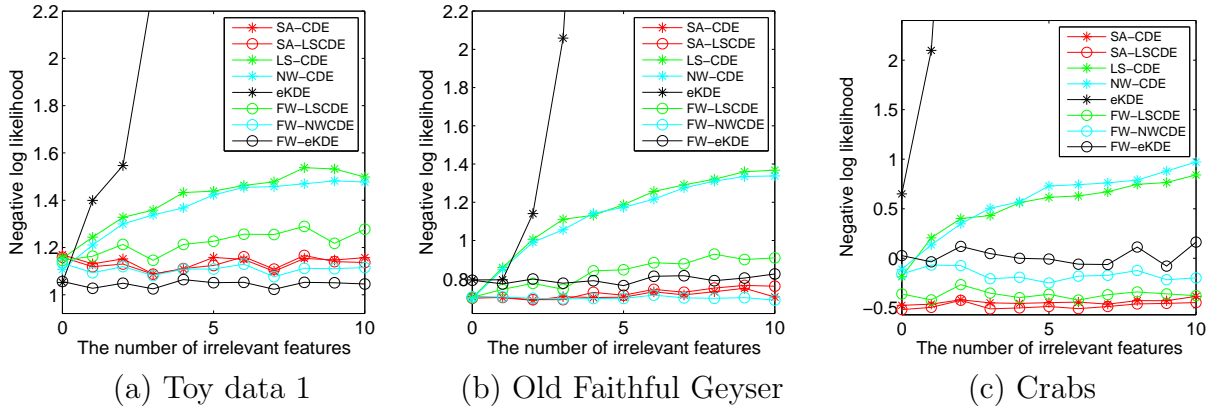 2.2
2
1.8
1.6
1.4
1.2
1
Negative log likelihood
SA−CDE
SA−LSCDE
LS−CDE
NW−CDE
eKDE
FW−LSCDE
FW−NWCDE
FW−eKDE
0
5
10
The number of irrelevant features
(a) Toy data 1
2.2
2
1.8
1.6
1.4
1.2
1.0
0.8
Negative log likelihood
SA−CDE
SA−LSCDE
LS−CDE
NW−CDE
eKDE
FW−LSCDE
FW−NWCDE
FW−eKDE
0
5
10
The number of irrelevant features
(b) Old Faithful Geyser
2
1.5
1
0.5
0
−0.5
Negative log likelihood
SA−CDE
SA−LSCDE
LS−CDE
NW−CDE
eKDE
FW−LSCDE
FW−NWCDE
FW−eKDE
0
5
10
The number of irrelevant features
(c) Crabs